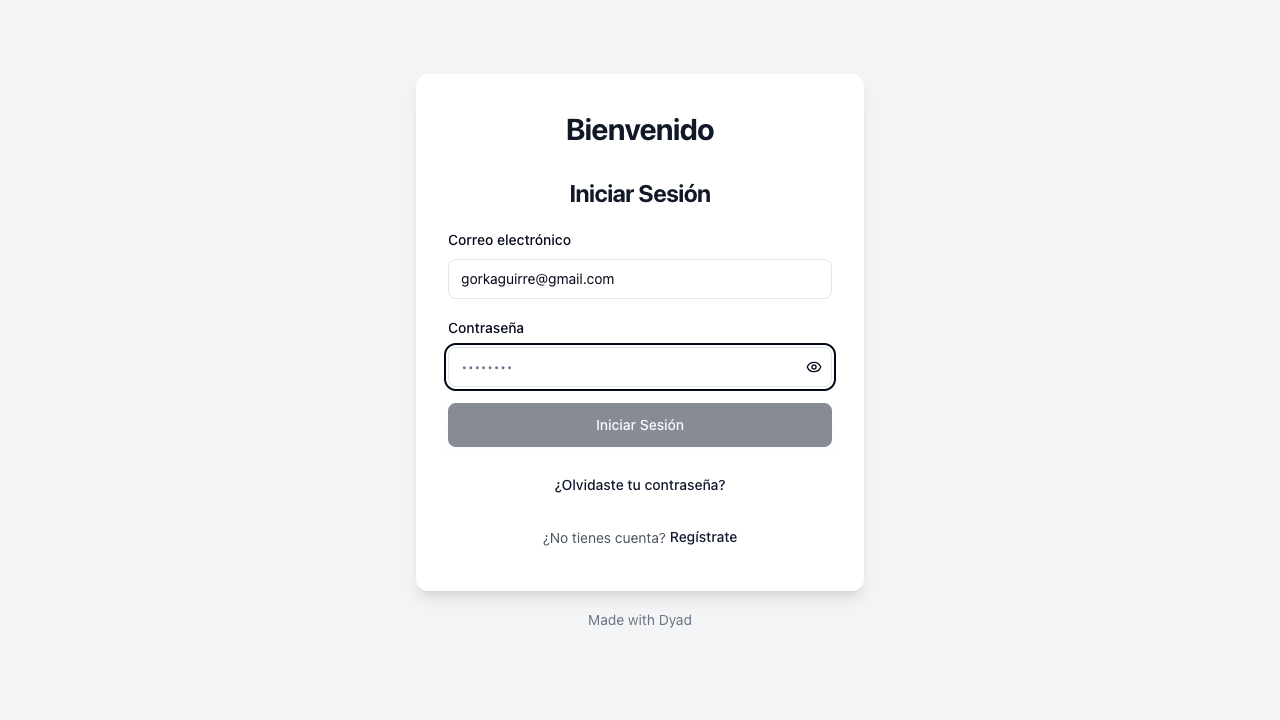 Bienvenido
Iniciar Sesión
Correo electrónico
gorkaguirre@gmail.com
Contraseña
••••••••
Iniciar Sesión
¿Olvidaste tu contraseña?
¿No tienes cuenta? Regístrate
Made with Dyad